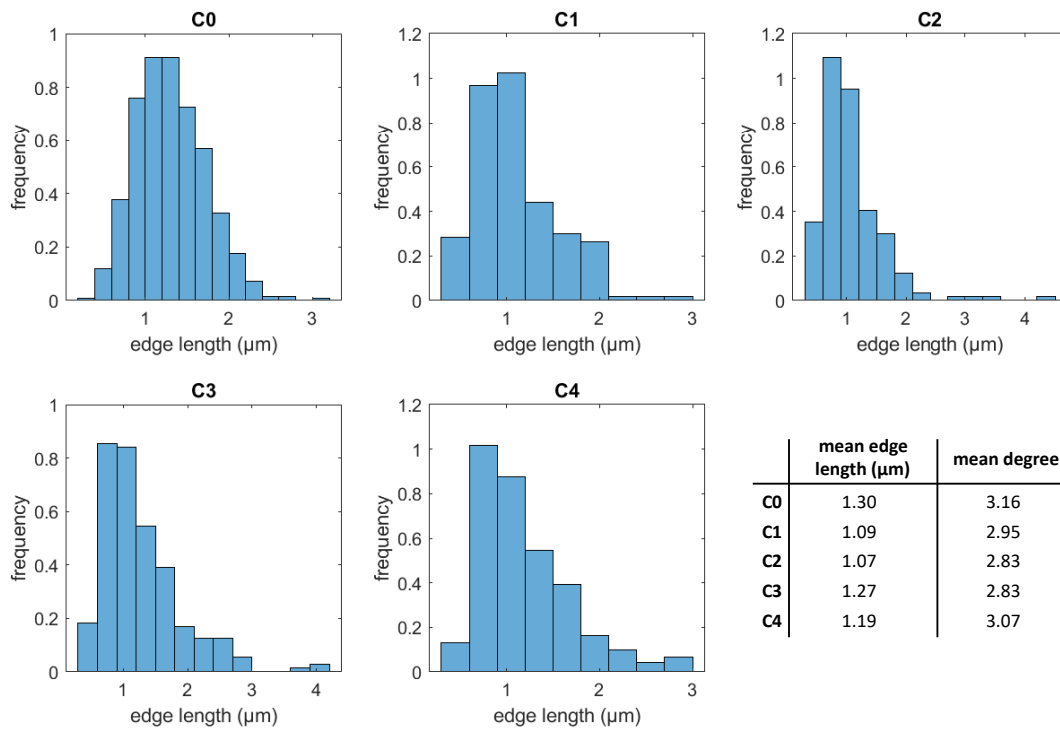 C0
1
0.8
0.6
0.4
0.2
0
frequency
1 2 3
edge length (µm)
C1
1.2
1
0.8
0.6
0.4
0.2
0
frequency
1 2 3
edge length (µm)
C2
1.2
1
0.8
0.6
0.4
0.2
0
frequency
1 2 3 4
edge length (µm)
C3
1
0.8
0.6
0.4
0.2
0
frequency
1 2 3 4
edge length (µm)
C4
1.2
1
0.8
0.6
0.4
0.2
0
frequency
1 2 3
edge length (µm)
mean edge
length (µm) mean degree
C0 1.30 3.16
C1 1.09 2.95
C2 1.07 2.83
C3 1.27 2.83
C4 1.19 3.07